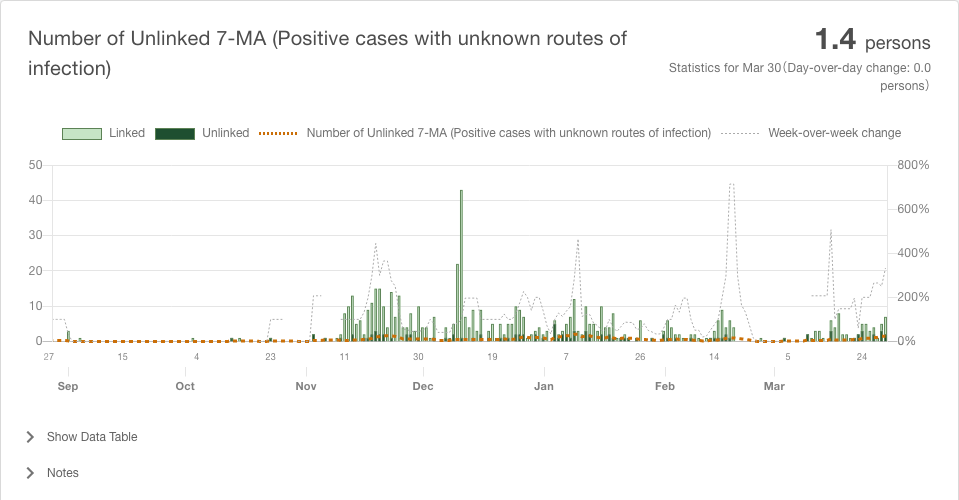 Number of Unlinked 7-MA (Positive cases with unknown routes of
infection)
1.4 persons
Statistics for Mar 30(Day-over-day change: 0.0
persons)
Linked Unlinked Number of Unlinked 7-MA (Positive cases with unknown routes of infection) Week-over-week change
50 800%
40 600%
30 400%
20 200%
10 0%
0
27 15 4 23 11 30 19 7 26 14 5 24
Sep Oct Nov Dec Jan Feb Mar
Show Data Table
Notes